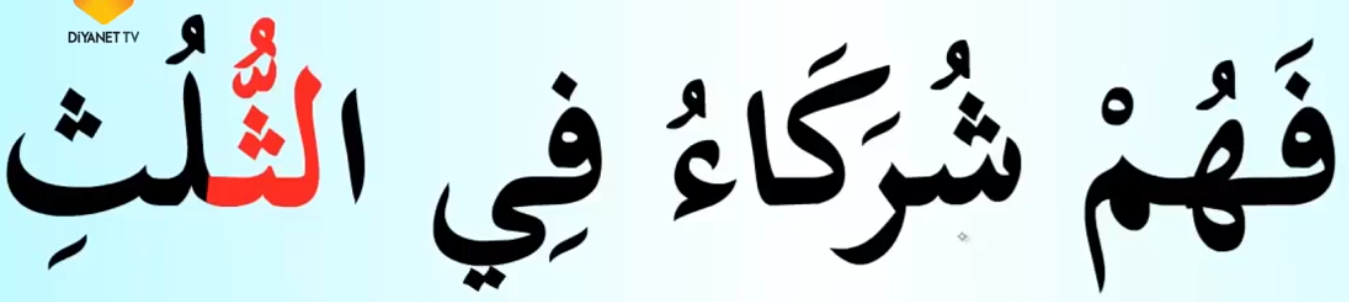 DİYANET TV
فَهُمْ شُرَكَاءُ فِي الثُّلُثِ